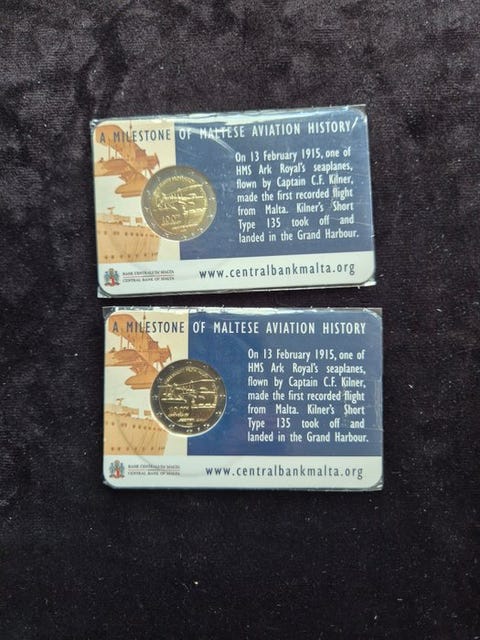 A MILESTONE OF MALTESE AVIATION HISTORY
On 13 February 1915, one of
HMS Ark Royal's seaplanes,
flown by Captain C.F. Kilner,
made the first recorded flight
from Malta. Kilner's Short
Type 135 took off and
landed in the Grand Harbour.
BANK ĊENTRALI TA' MALTA
CENTRAL BANK OF MALTA
www.centralbankmalta.org
A MILESTONE OF MALTESE AVIATION HISTORY
On 13 February 1915, one of
HMS Ark Royal's seaplanes,
flown by Captain C.F. Kilner,
made the first recorded flight
from Malta. Kilner's Short
Type 135 took off and
landed in the Grand Harbour.
BANK ĊENTRALI TA' MALTA
CENTRAL BANK OF MALTA
www.centralbankmalta.org